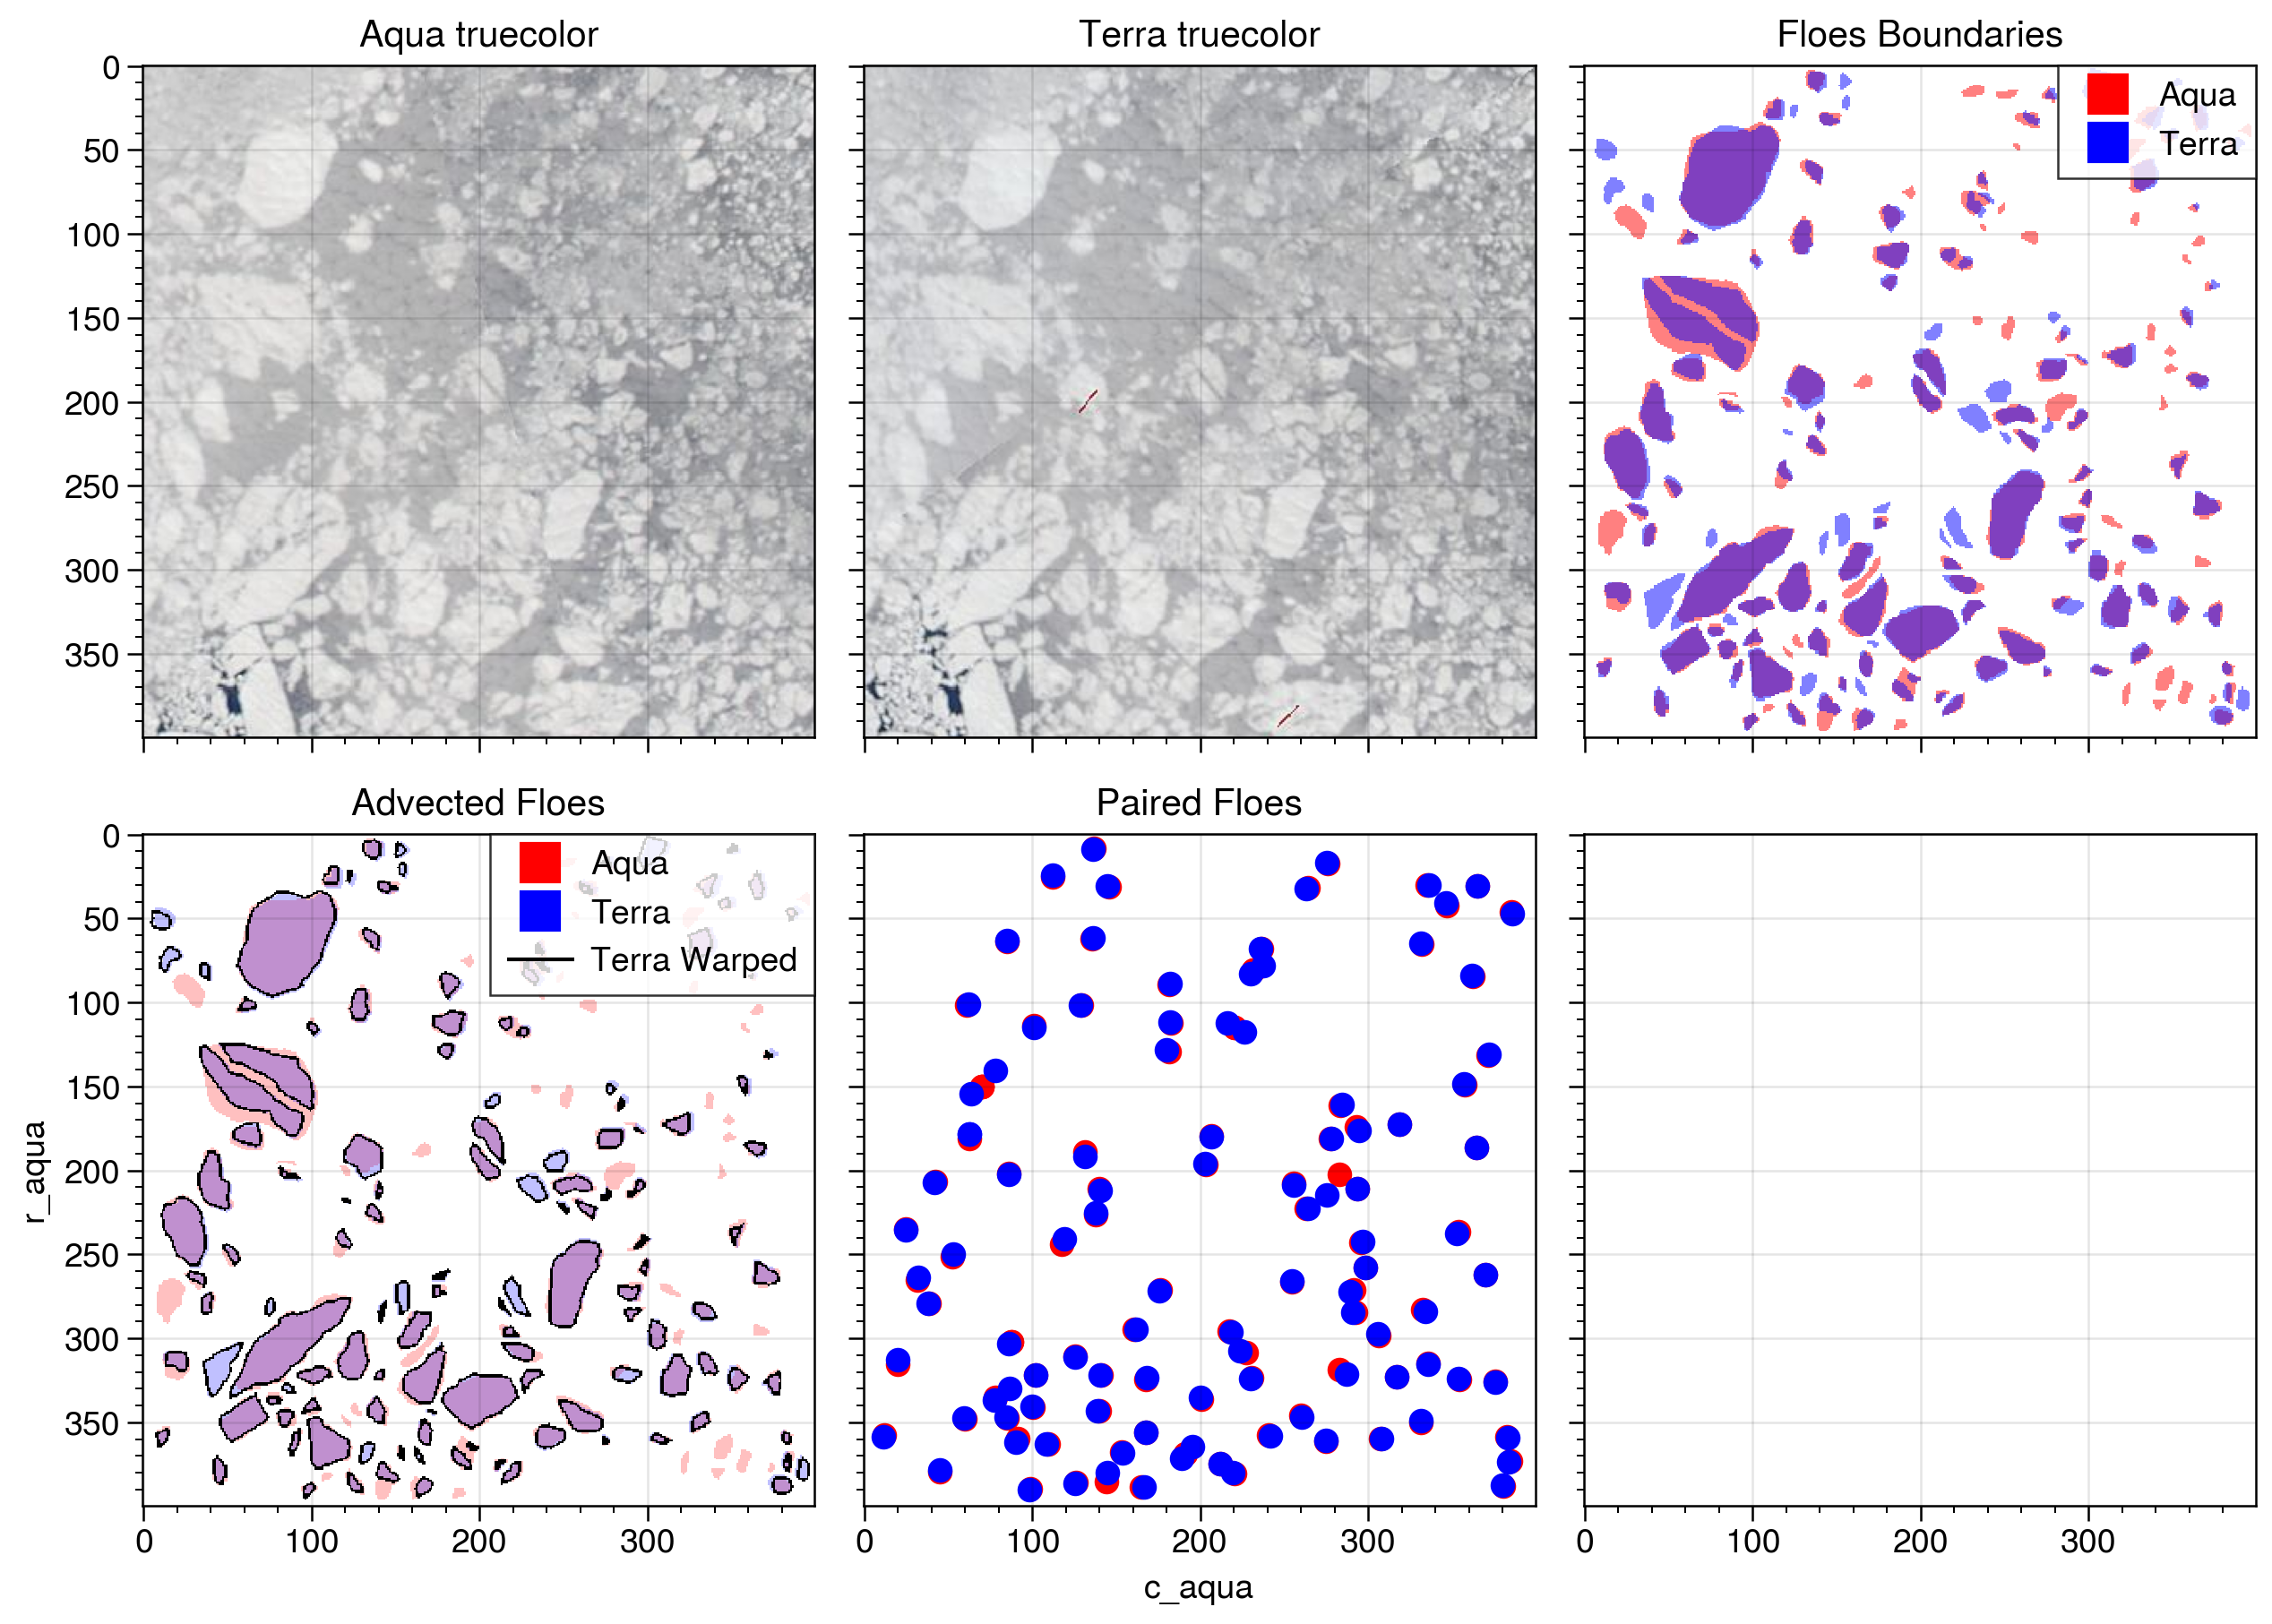 Aqua truecolor
Terra truecolor
Floes Boundaries
0
50
100
150
200
250
300
350
Aqua
Terra
Advected Floes
Paired Floes
r_aqua
0
50
100
150
200
250
300
350
Aqua
Terra
Terra Warped
0 100 200 300
0 100 200 300
0 100 200 300
c_aqua